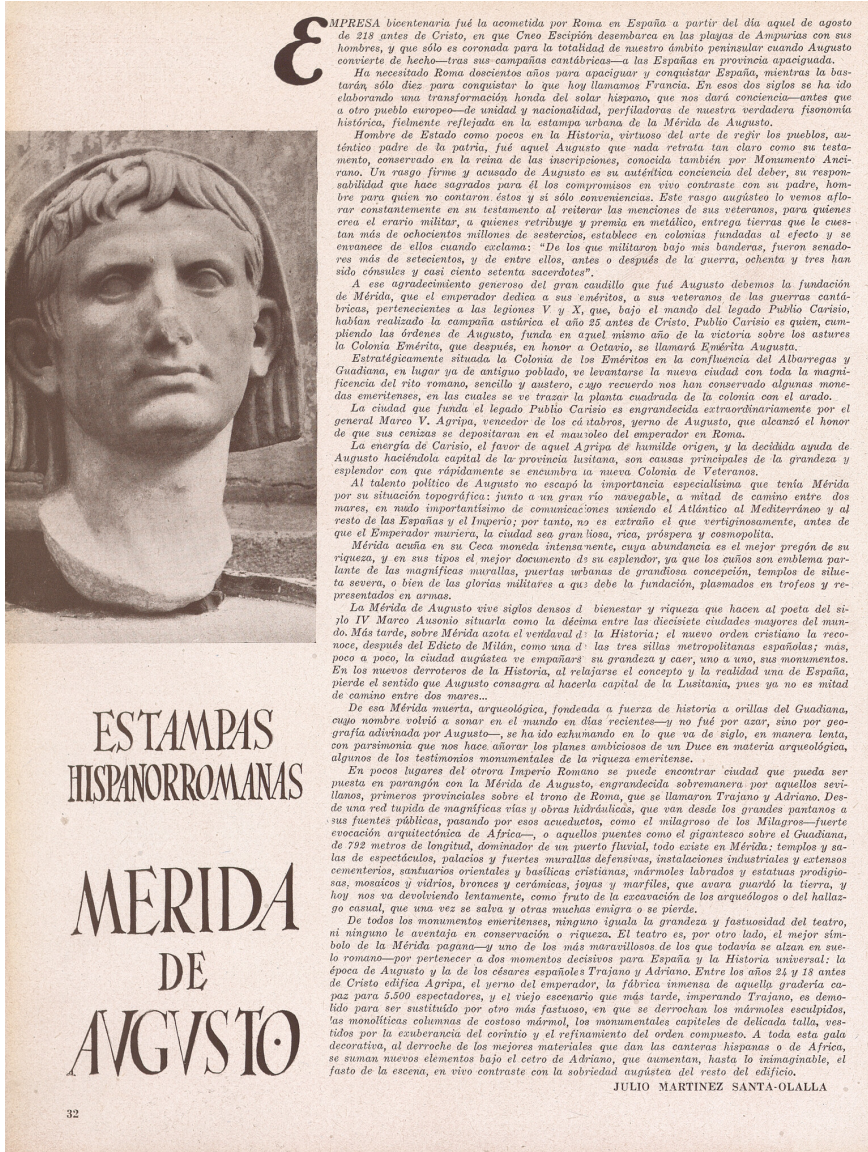 EMPRESA bicentenaria fué la acometida por Roma en España a partir del día aquel de agosto
de 218 antes de Cristo, en que Cneo Escipión desembarca en las playas de Ampurias con sus
hombres, y que sólo es coronada para la totalidad de nuestro ámbito peninsular cuando Augusto
convierte de hecho—tras sus campañas cantábricas—a las Españas en provincia apaciguada.
Ha necesitado Roma doscientos años para apaciguar y conquistar España, mientras la bas-
tarán, sólo diez para conquistar lo que hoy llamamos Francia. En esos dos siglos se ha ido
elaborando una transformación honda del solar hispano, que nos dará conciencia—antes que
a otro pueblo europeo—de unidad y nacionalidad, perfiladoras de nuestra verdadera fisonomía
histórica, fielmente reflejada en la estampa urbana de la Mérida de Augusto.
Hombre de Estado como pocos en la Historia, virtuoso del arte de regir los pueblos, au-
téntico padre de la patria, fué aquel Augusto que nada retrata tan claro como su testa-
mento, conservado en la reina de las inscripciones, conocida también por Monumento Anci-
rano. Un rasgo firme y acusado de Augusto es su auténtica conciencia del deber, su respon-
sabilidad que hace sagrados para él los compromisos en vivo contraste con su padre, hom-
bre para quien no contaron éstos y si sólo conveniencias. Este rasgo augústeo lo vemos aflo-
rar constantemente en su testamento al reiterar las menciones de sus veteranos, para quienes
crea el erario militar, a quienes retribuye y premia en metálico, entrega tierras que le cues-
tan más de ochocientos millones de sestercios, establece en colonias fundadas al efecto y se
envanece de ellos cuando exclama: "De los que militaron bajo mis banderas, fueron senado-
res más de setecientos, y de entre ellos, antes o después de la guerra, ochenta y tres han
sido cónsules y casi ciento setenta sacerdotes".
A ese agradecimiento generoso del gran caudillo que fué Augusto debemos la fundación
de Mérida, que el emperador dedica a sus eméritos, a sus veteranos de las guerras cantá-
bricas, pertenecientes a las legiones V y X, que, bajo el mando del legado Publio Carisio,
habían realizado la campaña astúrica el año 25 antes de Cristo. Publio Carisio es quien, cum-
pliendo las órdenes de Augusto, funda en aquel mismo año de la victoria sobre los astures
la Colonia Emérita, que después, en honor a Octavio, se llamará Emérita Augusta.
Estratégicamente situada la Colonia de los Eméritos en la confluencia del Albarregas y
Guadiana, en lugar ya de antiguo poblado, ve levantarse la nueva ciudad con toda la magni-
ficencia del rito romano, sencillo y austero, cuyo recuerdo nos han conservado algunas mone-
das emeritenses, en las cuales se ve trazar la planta cuadrada de la colonia con el arado.
La ciudad que funda el legado Publio Carisio es engrandecida extraordinariamente por el
general Marco V. Agripa, vencedor de los cántabros, yerno de Augusto, que alcanzó el honor
de que sus cenizas se depositaran en el mausoleo del emperador en Roma.
La energía de Carisio, el favor de aquel Agripa de humilde origen, y la decidida ayuda de
Augusto haciéndola capital de la provincia lusitana, son causas principales de la grandeza y
esplendor con que rápidamente se encumbra la nueva Colonia de Veteranos.
Al talento político de Augusto no escapó la importancia especialísima que tenía Mérida
por su situación topográfica: junto a un gran río navegable, a mitad de camino entre dos
mares, en nudo importantísimo de comunicaciones uniendo el Atlántico al Mediterráneo y al
resto de las Españas y el Imperio; por tanto, no es extraño el que vertiginosamente, antes de
que el Emperador muriera, la ciudad sea grandiosa, rica, próspera y cosmopolita.
Mérida acuña en su Ceca moneda intensamente, cuya abundancia es el mejor pregón de su
riqueza, y en sus tipos el mejor documento de su esplendor, ya que los cuños son emblema par-
lante de las magníficas murallas, puertas urbanas de grandiosa concepción, templos de silue-
ta severa, o bien de las glorias militares a que debe la fundación, plasmados en trofeos y re-
presentados en armas.
La Mérida de Augusto vive siglos densos d bienestar y riqueza que hacen al poeta del si-
glo IV Marco Ausonio situarla como la décima entre las diecisiete ciudades mayores del mun-
do. Más tarde, sobre Mérida azota el vendaval de la Historia; el nuevo orden cristiano la reco-
noce, después del Edicto de Milán, como una d las tres sillas metropolitanas españolas; más,
poco a poco, la ciudad augústea ve empañars su grandeza y caer, uno a uno, sus monumentos.
En los nuevos derroteros de la Historia, al relajarse el concepto y la realidad una de España,
pierde el sentido que Augusto consagra al hacerla capital de la Lusitania, pues ya no es mitad
de camino entre dos mares...
De esa Mérida muerta, arqueológica, fondeada a fuerza de historia a orillas del Guadiana,
cuyo nombre volvió a sonar en el mundo en días recientes—y no fué por azar, sino por geo-
grafía adivinada por Augusto—, se ha ido exhumando en lo que va de siglo, en manera lenta,
con parsimonia que nos hace añorar los planes ambiciosos de un Duce en materia arqueológica,
algunos de los testimonios monumentales de la riqueza emeritense.
En pocos lugares del otrora Imperio Romano se puede encontrar ciudad que pueda ser
puesta en parangón con la Mérida de Augusto, engrandecida sobremanera por aquellos sevi-
llanos, primeros provinciales sobre el trono de Roma, que se llamaron Trajano y Adriano. Des-
de una red tupida de magníficas vías y obras hidráulicas, que van desde los grandes pantanos a
sus fuentes públicas, pasando por esos acueductos, como el milagroso de los Milagros—fuerte
evocación arquitectónica de Africa—, o aquellos puentes como el gigantesco sobre el Guadiana,
de 792 metros de longitud, dominador de un puerto fluvial, todo existe en Mérida: templos y sa-
las de espectáculos, palacios y fuertes murallas defensivas, instalaciones industriales y extensos
cementerios, santuarios orientales y basílicas cristianas, mármoles labrados y estatuas prodigio-
sas, mosaicos y vidrios, bronces y cerámicas, joyas y marfiles, que avara guardó la tierra, y
hoy nos va devolviendo lentamente, como fruto de la excavación de los arqueólogos o del hallaz-
go casual, que una vez se salva y otras muchas emigra o se pierde.
De todos los monumentos emeritenses, ninguno iguala la grandeza y fastuosidad del teatro,
ni ninguno le aventaja en conservación o riqueza. El teatro es, por otro lado, el mejor sím-
bolo de la Mérida pagana—y uno de los más maravillosos de los que todavía se alzan en sue-
lo romano—por pertenecer a dos momentos decisivos para España y la Historia universal: la
época de Augusto y la de los césares españoles Trajano y Adriano. Entre los años 24 y 18 antes
de Cristo edifica Agripa, el yerno del emperador, la fábrica inmensa de aquella gradería ca-
paz para 5.500 espectadores, y el viejo escenario que más tarde, imperando Trajano, es demo-
lido para ser sustituído por otro más fastuoso, en que se derrochan los mármoles esculpidos,
las monolíticas columnas de costoso mármol, los monumentales capiteles de delicada talla, ves-
tidos por la exuberancia del corintio y el refinamiento del orden compuesto. A toda esta gala
decorativa, al derroche de los mejores materiales que dan las canteras hispanas o de Africa,
se suman nuevos elementos bajo el cetro de Adriano, que aumentan, hasta lo inimaginable, el
fasto de la escena, en vivo contraste con la sobriedad augústea del resto del edificio.
JULIO MARTINEZ SANTA-OLALLA
ESTAMPAS
HISPANORROMANAS
MERIDA
DE
AVGVSTO
32